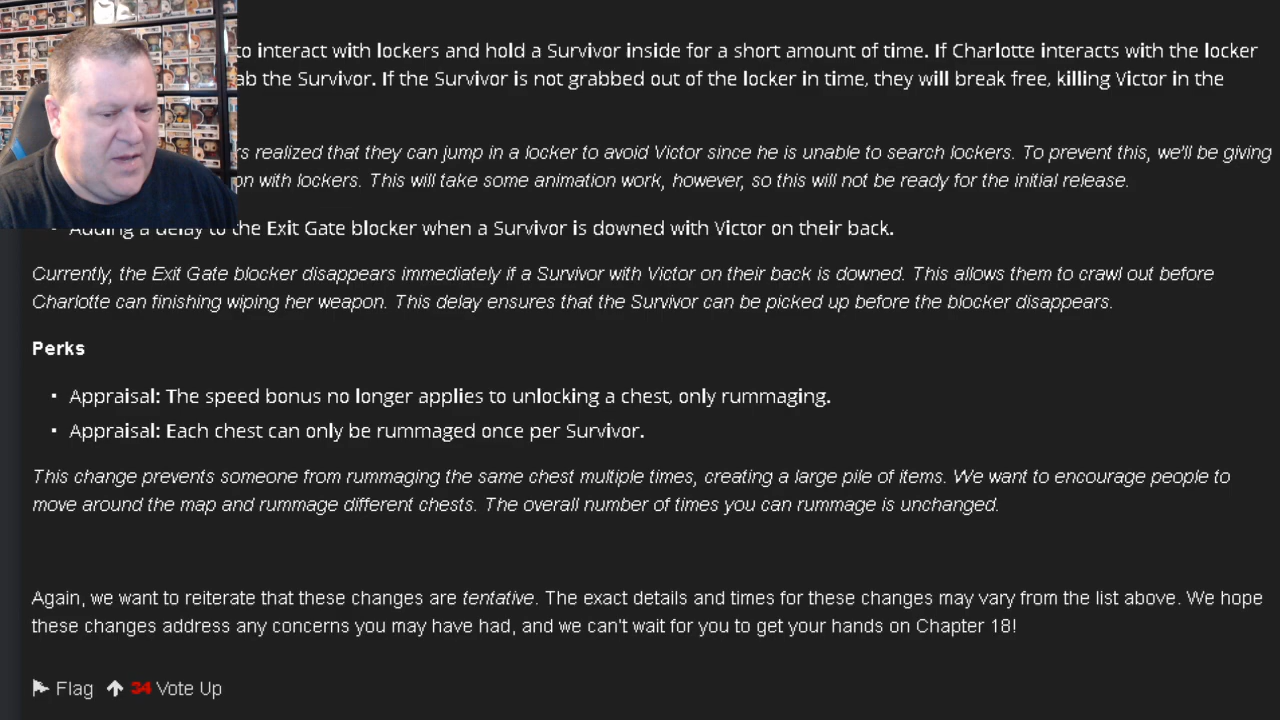 to interact with lockers and hold a Survivor inside for a short amount of time. If Charlotte interacts with the locker
the Survivor. If the Survivor is not grabbed out of the locker in time, they will break free, killing Victor in the
realized that they can jump in a locker to avoid Victor since he is unable to search lockers. To prevent this, we'll be giving
with lockers. This will take some animation work, however, so this will not be ready for the initial release.
· Adding a delay to the Exit Gate blocker when a Survivor is downed with Victor on their back.
Currently, the Exit Gate blocker disappears immediately if a Survivor with Victor on their back is downed. This allows them to crawl out before
Charlotte can finishing wiping her weapon. This delay ensures that the Survivor can be picked up before the blocker disappears.
Perks
· Appraisal: The speed bonus no longer applies to unlocking a chest, only rummaging.
· Appraisal: Each chest can only be rummaged once per Survivor.
This change prevents someone from rummaging the same chest multiple times, creating a large pile of items. We want to encourage people to
move around the map and rummage different chests. The overall number of times you can rummage is unchanged.
Again, we want to reiterate that these changes are tentative. The exact details and times for these changes may vary from the list above. We hope
these changes address any concerns you may have had, and we can't wait for you to get your hands on Chapter 18!
Flag 34 Vote Up